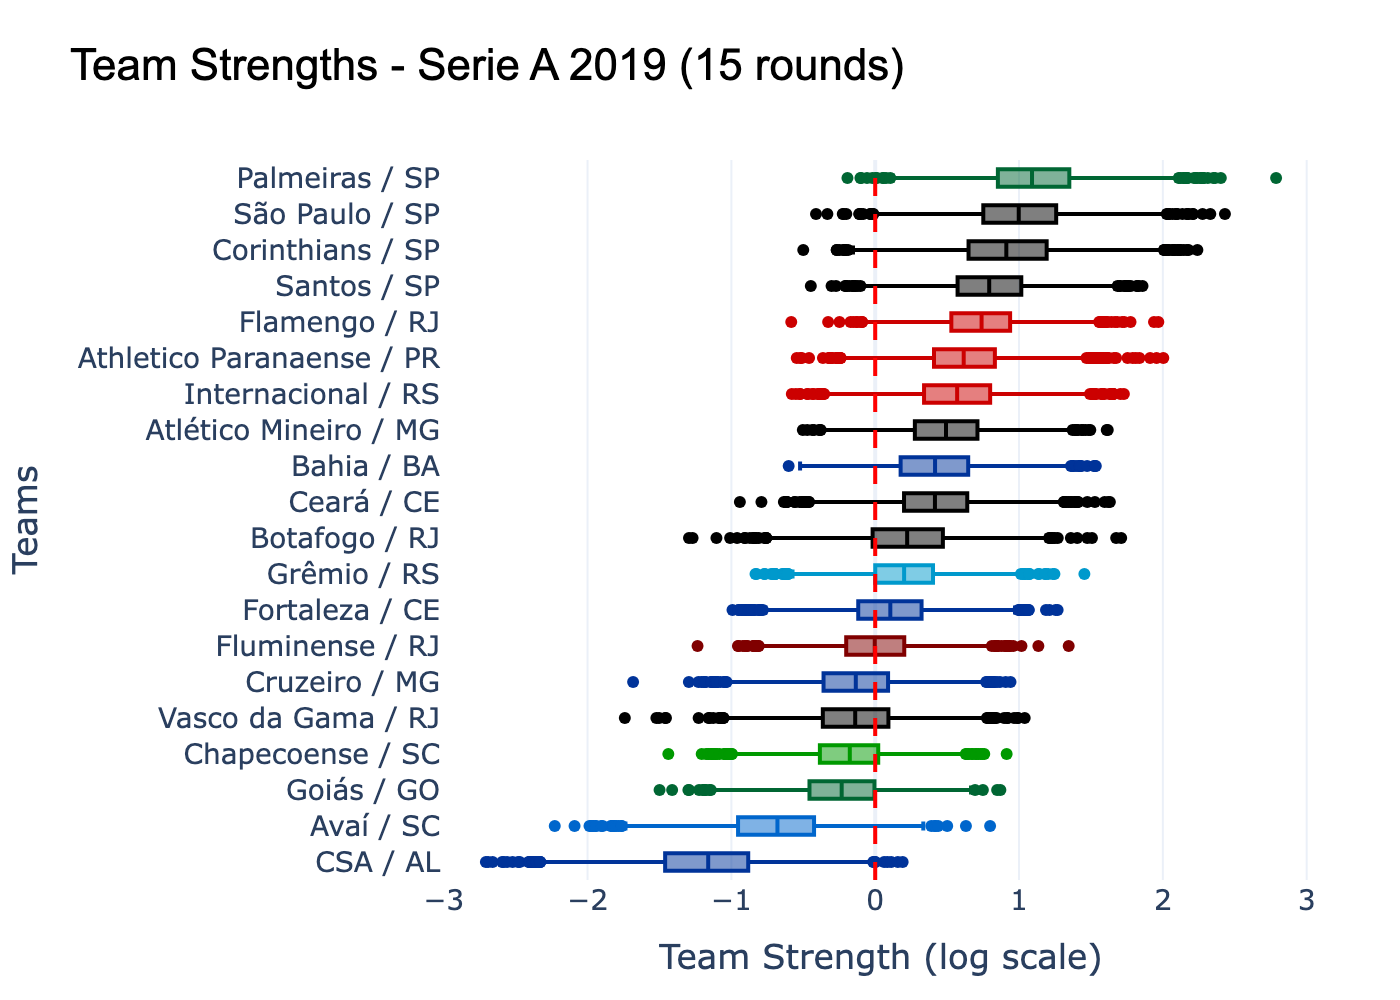 Team Strengths - Serie A 2019 (15 rounds)
Palmeiras / SP
São Paulo / SP
Corinthians / SP
Santos / SP
Flamengo / RJ
Athletico Paranaense / PR
Internacional / RS
Atlético Mineiro / MG
Bahia / BA
Ceará / CE
Botafogo / RJ
Grêmio / RS
Fortaleza / CE
Fluminense / RJ
Cruzeiro / MG
Vasco da Gama / RJ
Chapecoense / SC
Goiás / GO
Avaí / SC
CSA / AL
Teams
−3 −2 −1 0 1 2 3
Team Strength (log scale)